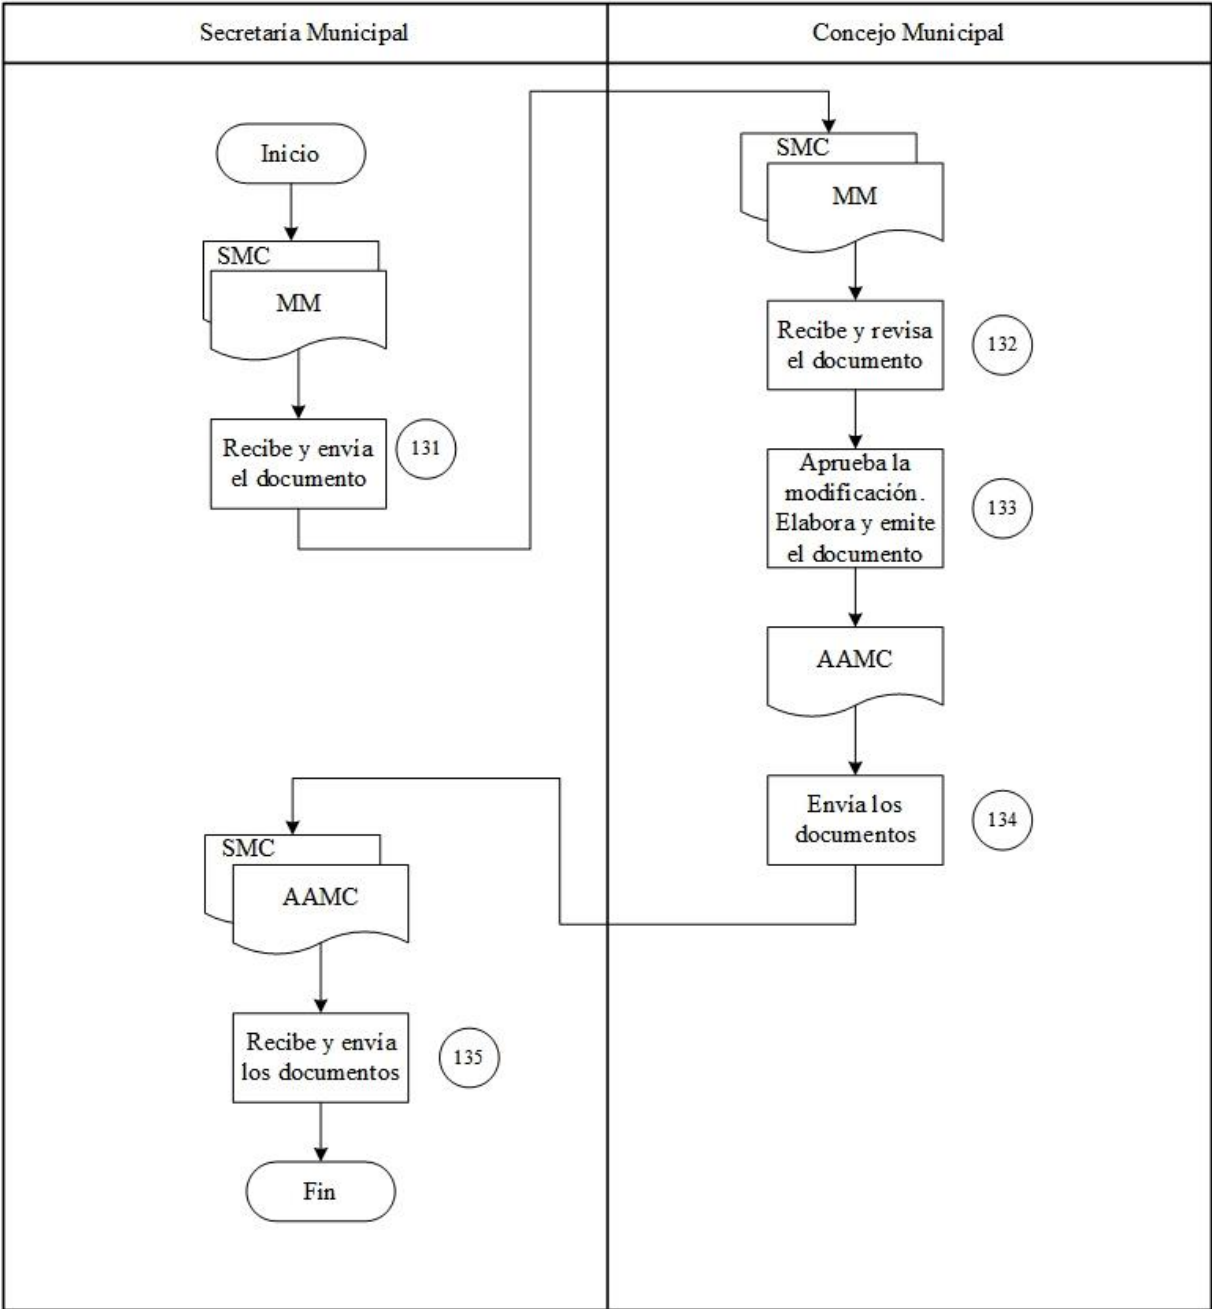 Secretaría Municipal
Concejo Municipal
Inicio
SMC
MM
Recibe y envía
el documento
131
SMC
MM
Recibe y revisa
el documento
132
Aprueba la
modificación.
Elabora y emite
el documento
133
AAMC
Envía los
documentos
134
SMC
AAMC
Recibe y envía
los documentos
135
Fin